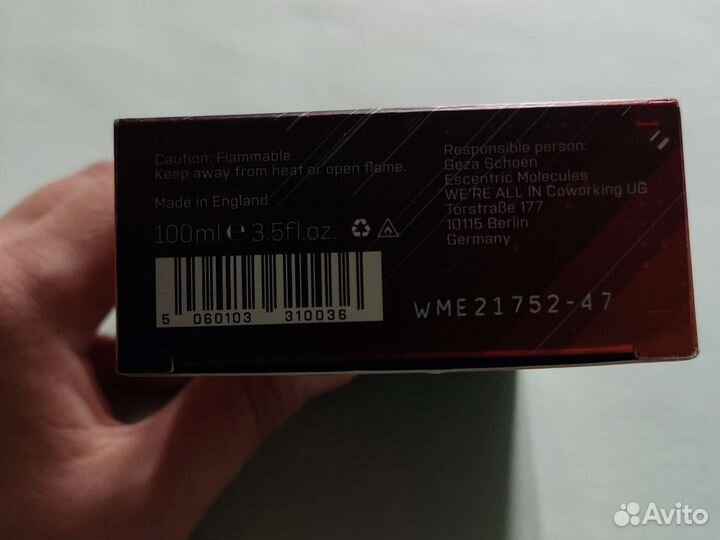 Caution: Flammable.
Keep away from heat or open flame.
Made in England
100ml e 3.5fl.oz.
5 060103 310036
Responsible person:
Geza Schoen
Escentric Molecules
WE'RE ALL IN Coworking UG
Torstraße 177
10115 Berlin
Germany
WME21752-47
Avito